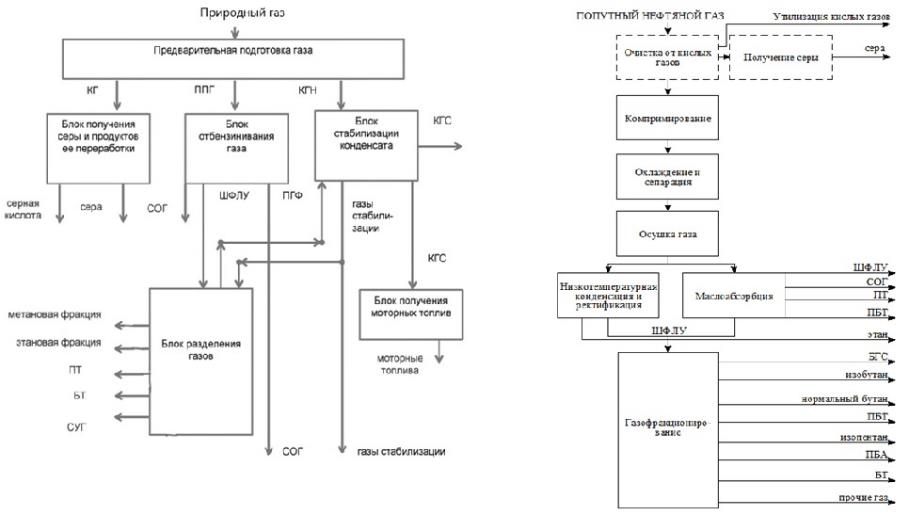 Природный газ
Предварительная подготовка газа
КГ
ППГ
КГН
Блок получения
серы и продуктов
ее переработки
Блок
отбензинивания
газа
Блок
стабилизации
конденсата
КГС
серная
кислота
сера
СОГ
ШФЛУ
ПГФ
газы
стабили-
зации
КГС
Блок получения
моторных топлив
Блок разделения
газов
метановая фракция
этановая фракция
ПТ
БТ
СУГ
моторные
топлива
СОГ
газы стабилизации
ПОПУТНЫЙ НЕФТЯНОЙ ГАЗ
Утилизация кислых газов
Очистка от кислых
газов
Получение серы
сера
Компримирование
Охлаждение и
сепарация
Осушка газа
Низкотемпературная
конденсация и
ректификация
Маслоабсорбция
ШФЛУ
СОГ
ПТ
ПБТ
ШФЛУ
этан
Газофракциониро-
вание
БГС
изобутан
нормальный бутан
ПБТ
изопентан
ПБА
БТ
прочие газ